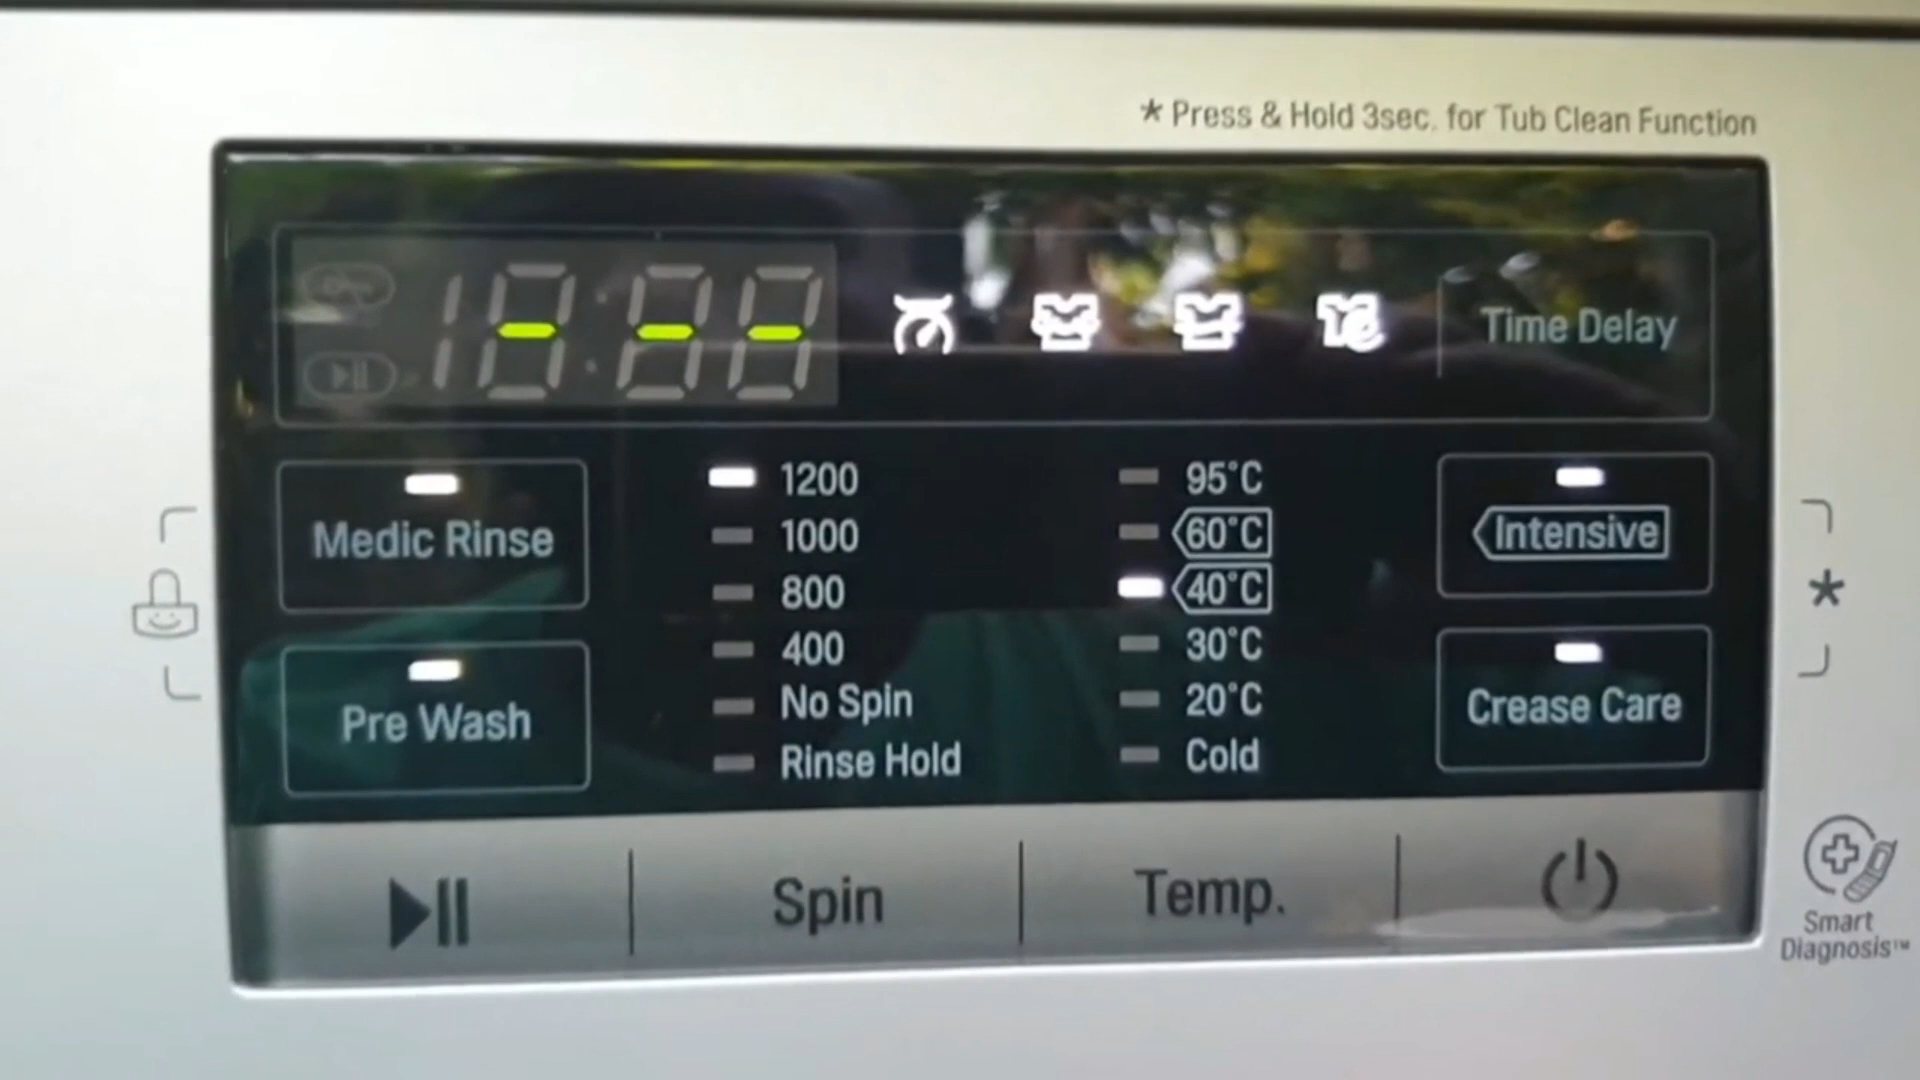 * Press & Hold 3sec. for Tub Clean Function
- - -
Time Delay
Medic Rinse
Pre Wash
1200
1000
800
400
No Spin
Rinse Hold
95°C
60°C
40°C
30°C
20°C
Cold
Intensive
Crease Care
*
Spin
Temp.
Smart
Diagnosis™